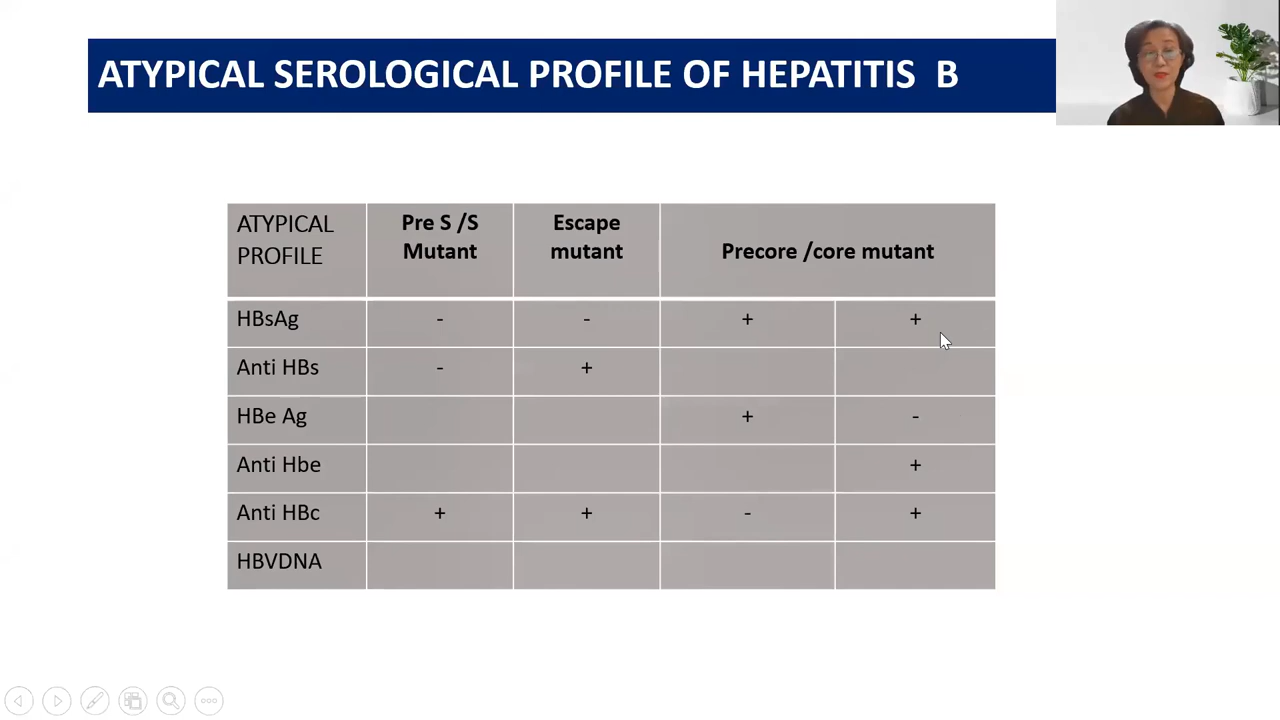 ATYPICAL SEROLOGICAL PROFILE OF HEPATITIS B
ATYPICAL PROFILE Pre S /S Mutant Escape mutant Precore /core mutant
HBsAg - - + +
Anti HBs - +
HBe Ag + -
Anti Hbe +
Anti HBc + + - +
HBVDNA